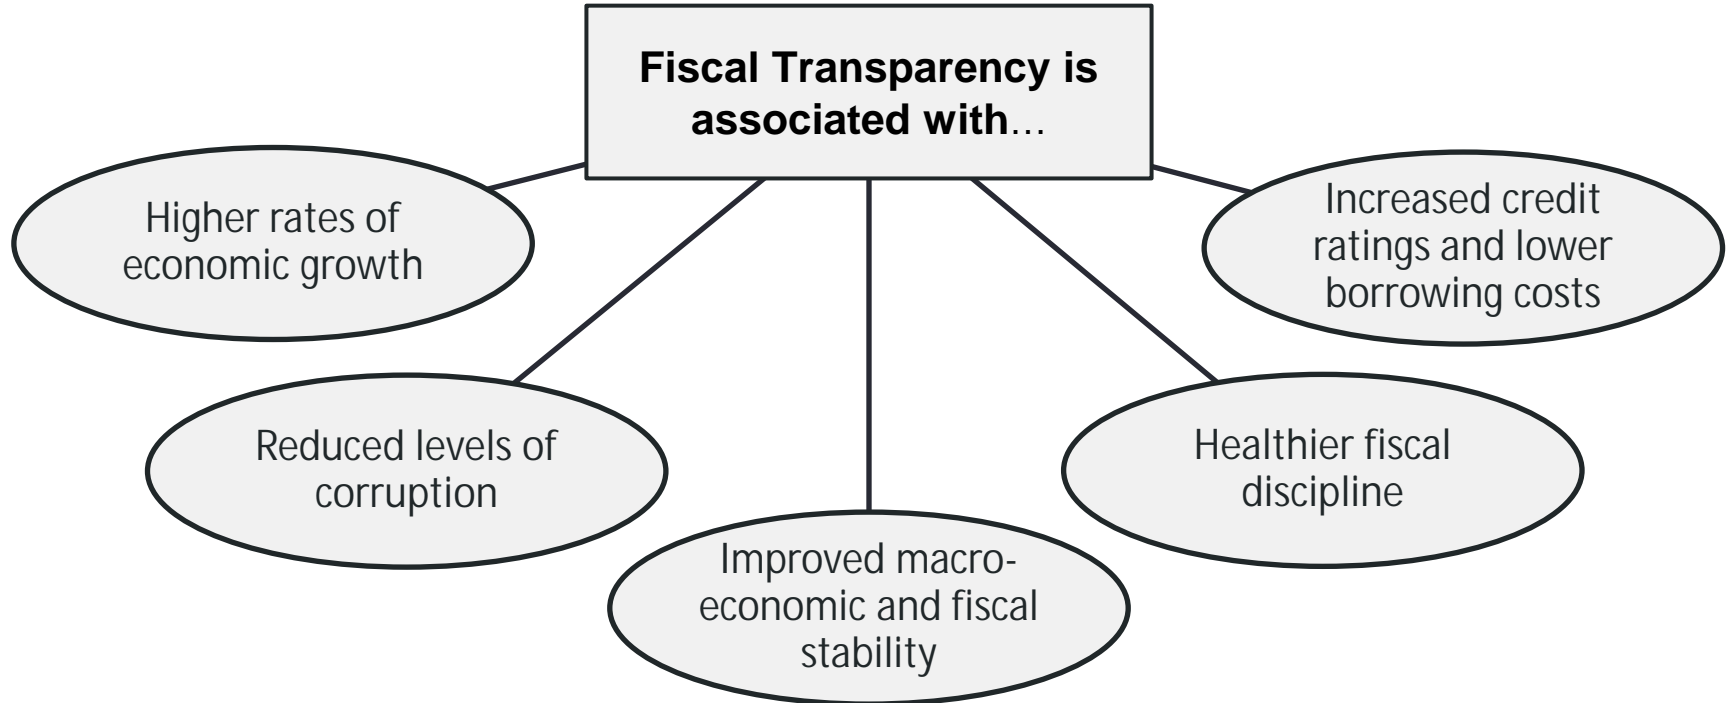 Fiscal Transparency is
associated with…
Higher rates of
economic growth
Reduced levels of
corruption
Improved macro-
economic and fiscal
stability
Healthier fiscal
discipline
Increased credit
ratings and lower
borrowing costs